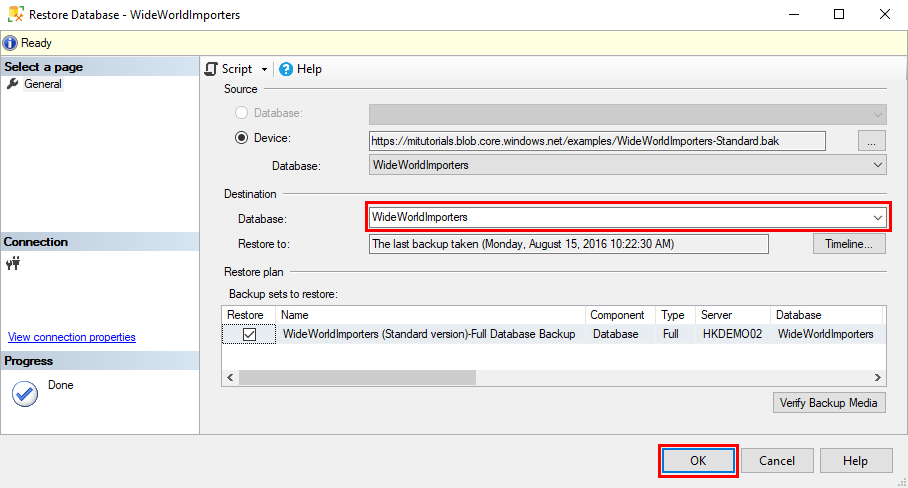 Restore Database - WideWorldImporters
Ready
Select a page
General
Script
Help
Source
Database:
Device:
https://mitutorials.blob.core.windows.net/examples/WideWorldImporters-Standard.bak
...
Database:
WideWorldImporters
Destination
Database:
WideWorldImporters
Restore to:
The last backup taken (Monday, August 15, 2016 10:22:30 AM)
Timeline...
Restore plan
Backup sets to restore:
Restore Name Component Type Server Database
WideWorldImporters (Standard version)-Full Database Backup Database Full HKDEMO02 WideWorldImporters
Verify Backup Media
Connection
View connection properties
Progress
Done
OK
Cancel
Help